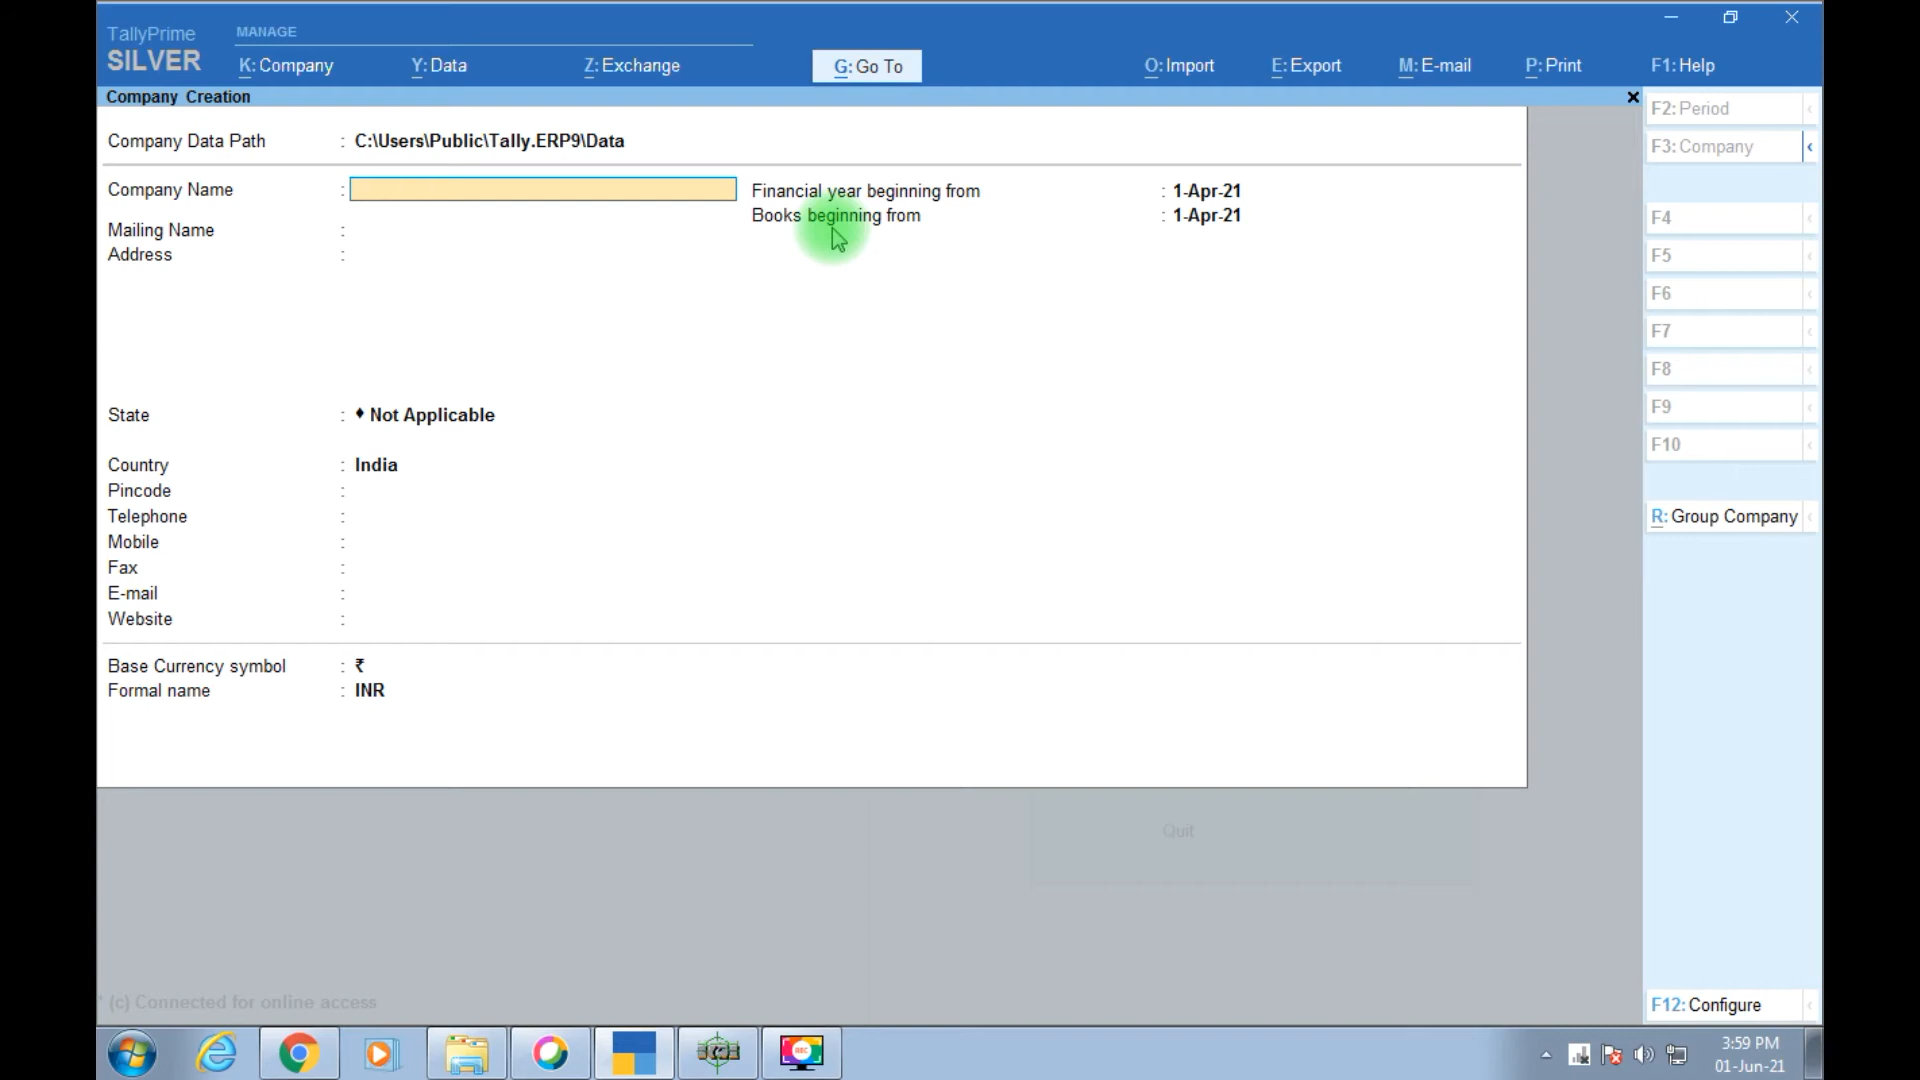 TallyPrime
SILVER
MANAGE
K: Company
Y: Data
Z: Exchange
G: Go To
O: Import
E: Export
M: E-mail
P: Print
F1: Help
Company Creation
Company Data Path : C:\Users\Public\Tally.ERP9\Data
Company Name :
Financial year beginning from : 1-Apr-21
Books beginning from : 1-Apr-21
Mailing Name :
Address :
State : ♦ Not Applicable
Country : India
Pincode :
Telephone :
Mobile :
Fax :
E-mail :
Website :
Base Currency symbol : ₹
Formal name : INR
Quit
(c) Connected for online access
F2: Period
F3: Company
F4
F5
F6
F7
F8
F9
F10
R: Group Company
F12: Configure
REC
3:59 PM
01-Jun-21